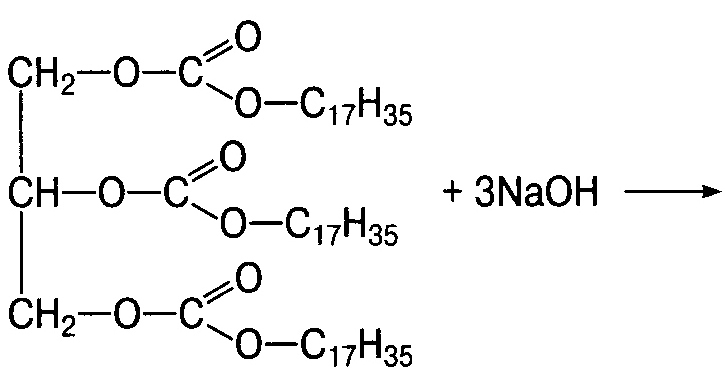 O
CH₂—O—C
O—C₁₇H₃₅
O
CH—O—C + 3NaOH ⟶
O—C₁₇H₃₅
O
CH₂—O—C
O—C₁₇H₃₅